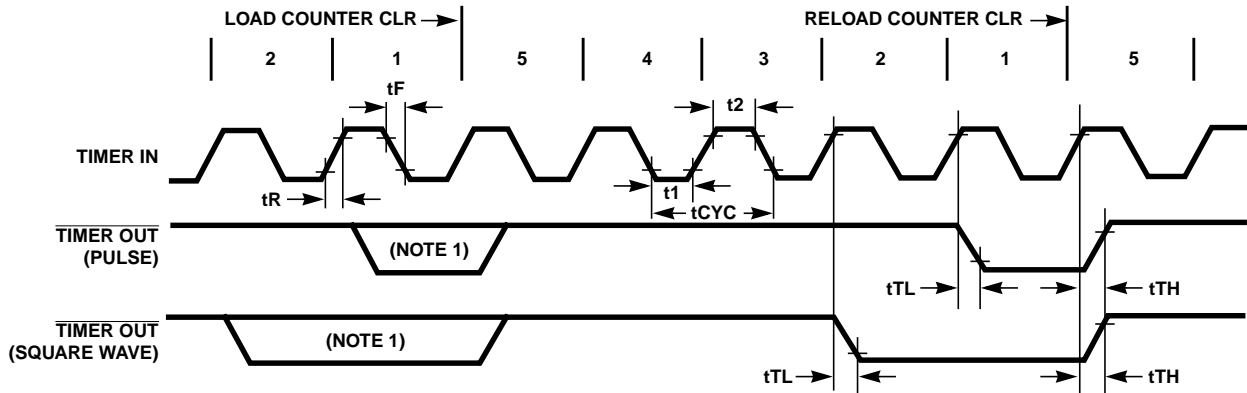 LOAD COUNTER CLR
RELOAD COUNTER CLR
2 1 5 4 3 2 1 5
tF
t2
TIMER IN
tR
t1
tCYC
TIMER OUT
(PULSE)
(NOTE 1)
tTL
tTH
TIMER OUT
(SQUARE WAVE)
(NOTE 1)
tTL
tTH